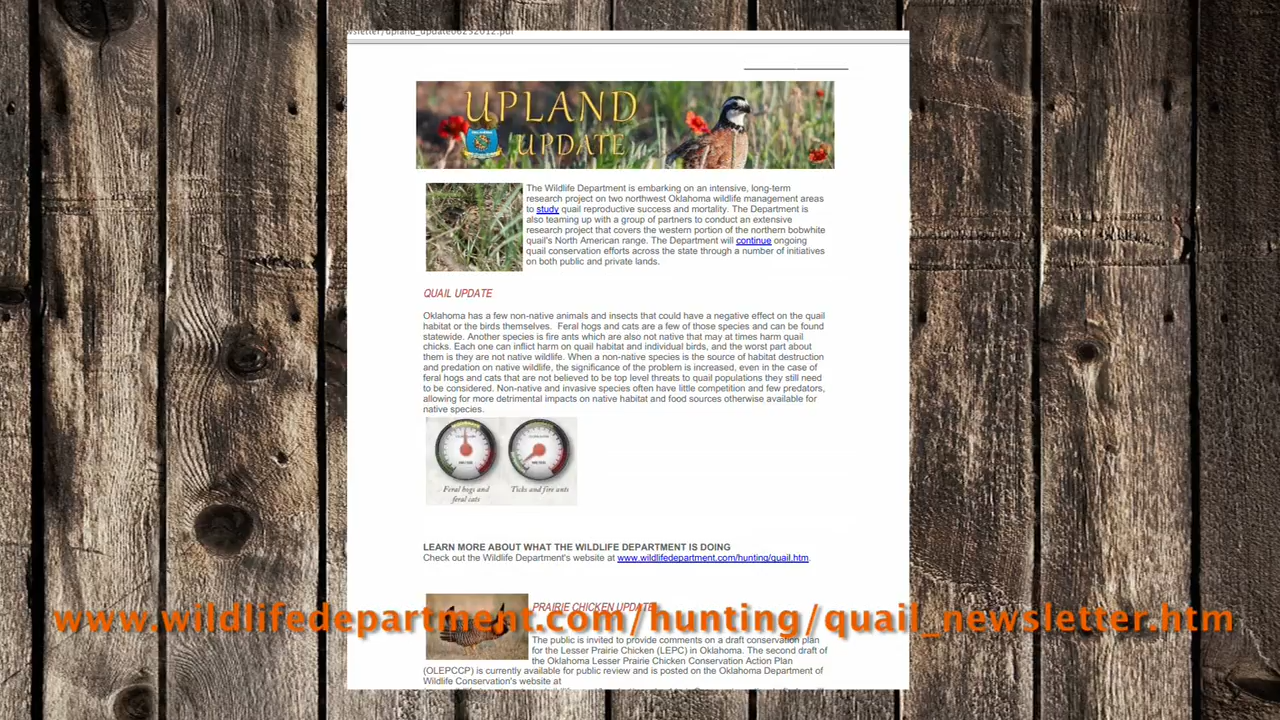 wsletter/upland_update06252012.pdf
UPLAND
UPDATE
The Wildlife Department is embarking on an intensive, long-term
research project on two northwest Oklahoma wildlife management areas
to study quail reproductive success and mortality. The Department is
also teaming up with a group of partners to conduct an extensive
research project that covers the western portion of the northern bobwhite
quail's North American range. The Department will continue ongoing
quail conservation efforts across the state through a number of initiatives
on both public and private lands.
QUAIL UPDATE
Oklahoma has a few non-native animals and insects that could have a negative effect on the quail
habitat or the birds themselves. Feral hogs and cats are a few of those species and can be found
statewide. Another species is fire ants which are also not native that may at times harm quail
chicks. Each one can inflict harm on quail habitat and individual birds, and the worst part about
them is they are not native wildlife. When a non-native species is the source of habitat destruction
and predation on native wildlife, the significance of the problem is increased, even in the case of
feral hogs and cats that are not believed to be top level threats to quail populations they still need
to be considered. Non-native and invasive species often have little competition and few predators,
allowing for more detrimental impacts on native habitat and food sources otherwise available for
native species.
Feral hogs and
feral cats
Ticks and fire ants
LEARN MORE ABOUT WHAT THE WILDLIFE DEPARTMENT IS DOING
Check out the Wildlife Department's website at www.wildlifedepartment.com/hunting/quail.htm.
PRAIRIE CHICKEN UPDATE
www.wildlifedepartment.com/hunting/quail_newsletter.htm
The public is invited to provide comments on a draft conservation plan
for the Lesser Prairie Chicken (LEPC) in Oklahoma. The second draft of
the Oklahoma Lesser Prairie Chicken Conservation Action Plan
(OLEPCCP) is currently available for public review and is posted on the Oklahoma Department of
Wildlife Conservation's website at